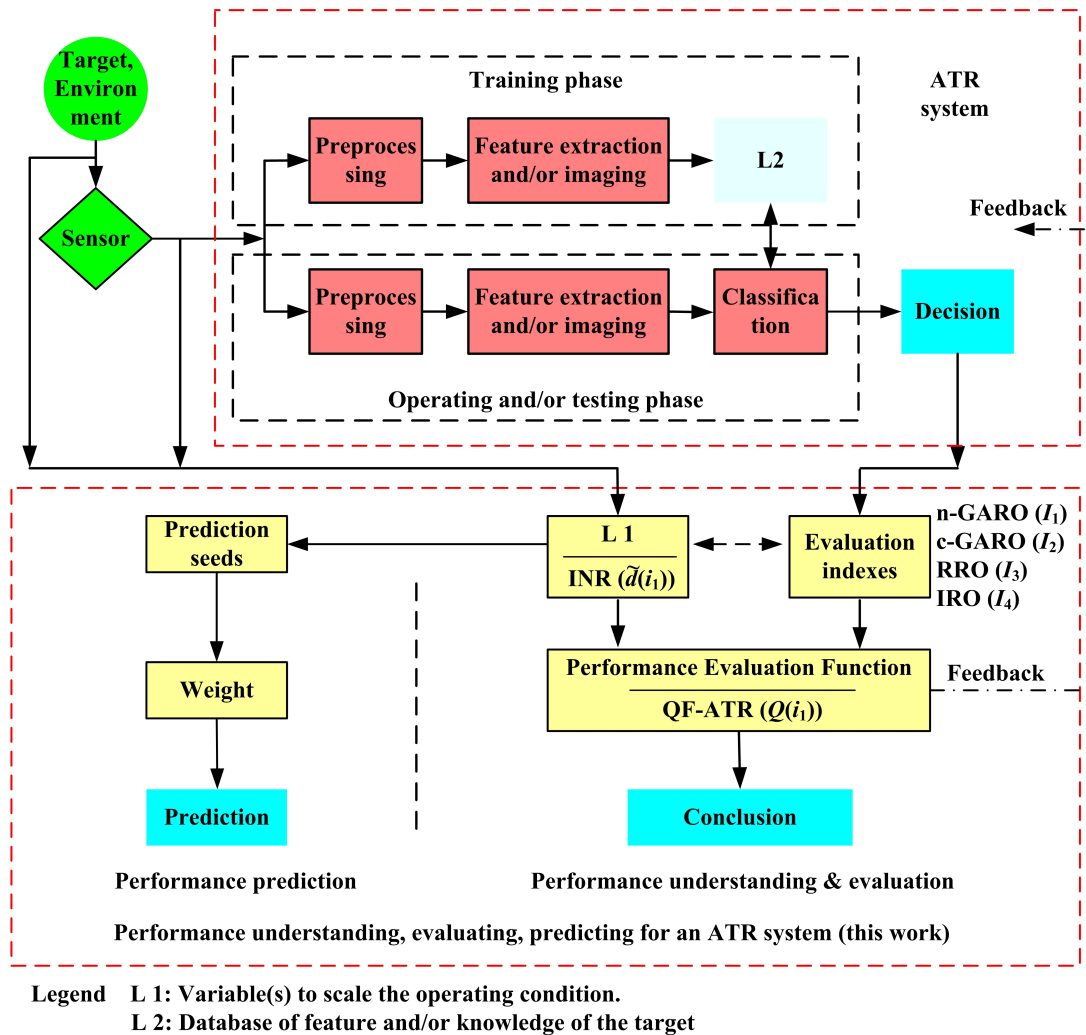 Target,
Environ
ment
Sensor
Training phase
ATR
system
Preproces
sing
Feature extraction
and/or imaging
L2
Feedback
Preproces
sing
Feature extraction
and/or imaging
Classifica
tion
Decision
Operating and/or testing phase
Prediction
seeds
L 1
INR (d̃(i₁))
Evaluation
indexes
n-GARO (I₁)
c-GARO (I₂)
RRO (I₃)
IRO (I₄)
Weight
Performance Evaluation Function
QF-ATR (Q(i₁))
Feedback
Prediction
Conclusion
Performance prediction
Performance understanding & evaluation
Performance understanding, evaluating, predicting for an ATR system (this work)
Legend L 1: Variable(s) to scale the operating condition.
L 2: Database of feature and/or knowledge of the target